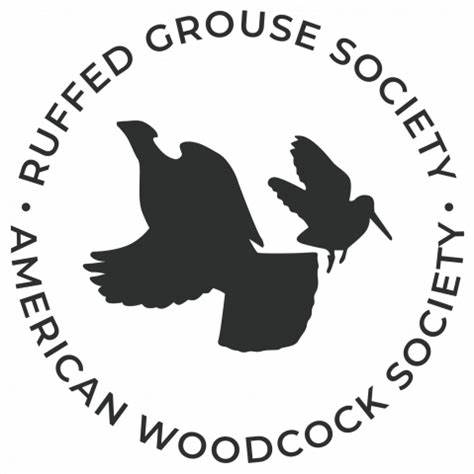 RUFFED GROUSE SOCIETY
AMERICAN WOODCOCK SOCIETY